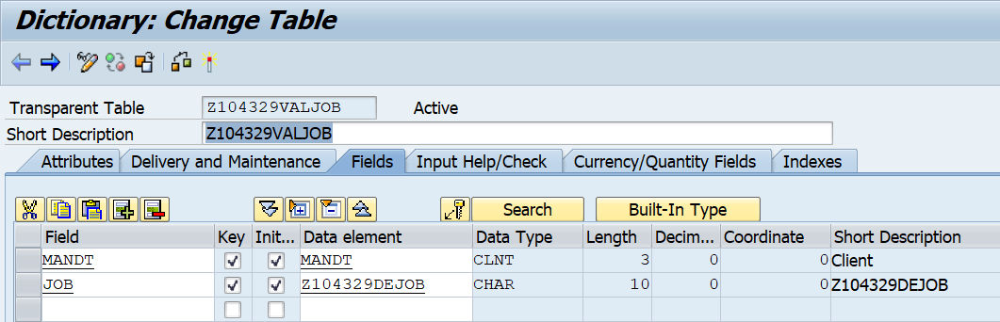 Dictionary: Change Table
Transparent Table Z104329VALJOB Active
Short Description Z104329VALJOB
Attributes Delivery and Maintenance Fields Input Help/Check Currency/Quantity Fields Indexes
Search Built-In Type
Field Key Init... Data element Data Type Length Decim... Coordinate Short Description
MANDT MANDT CLNT 3 0 0 Client
JOB Z104329DEJOB CHAR 10 0 0 Z104329DEJOB